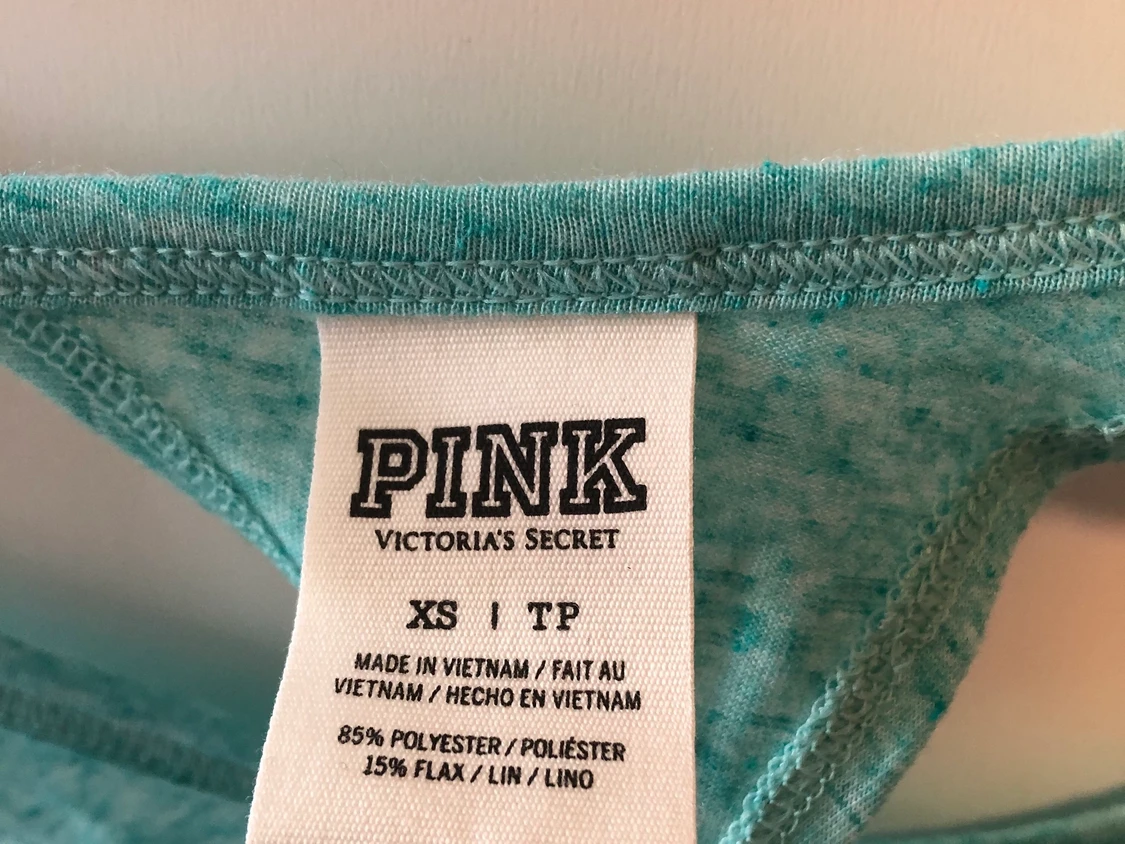 PINK
VICTORIA'S SECRET
XS | TP
MADE IN VIETNAM / FAIT AU
VIETNAM / HECHO EN VIETNAM
85% POLYESTER / POLIÉSTER
15% FLAX / LIN / LINO